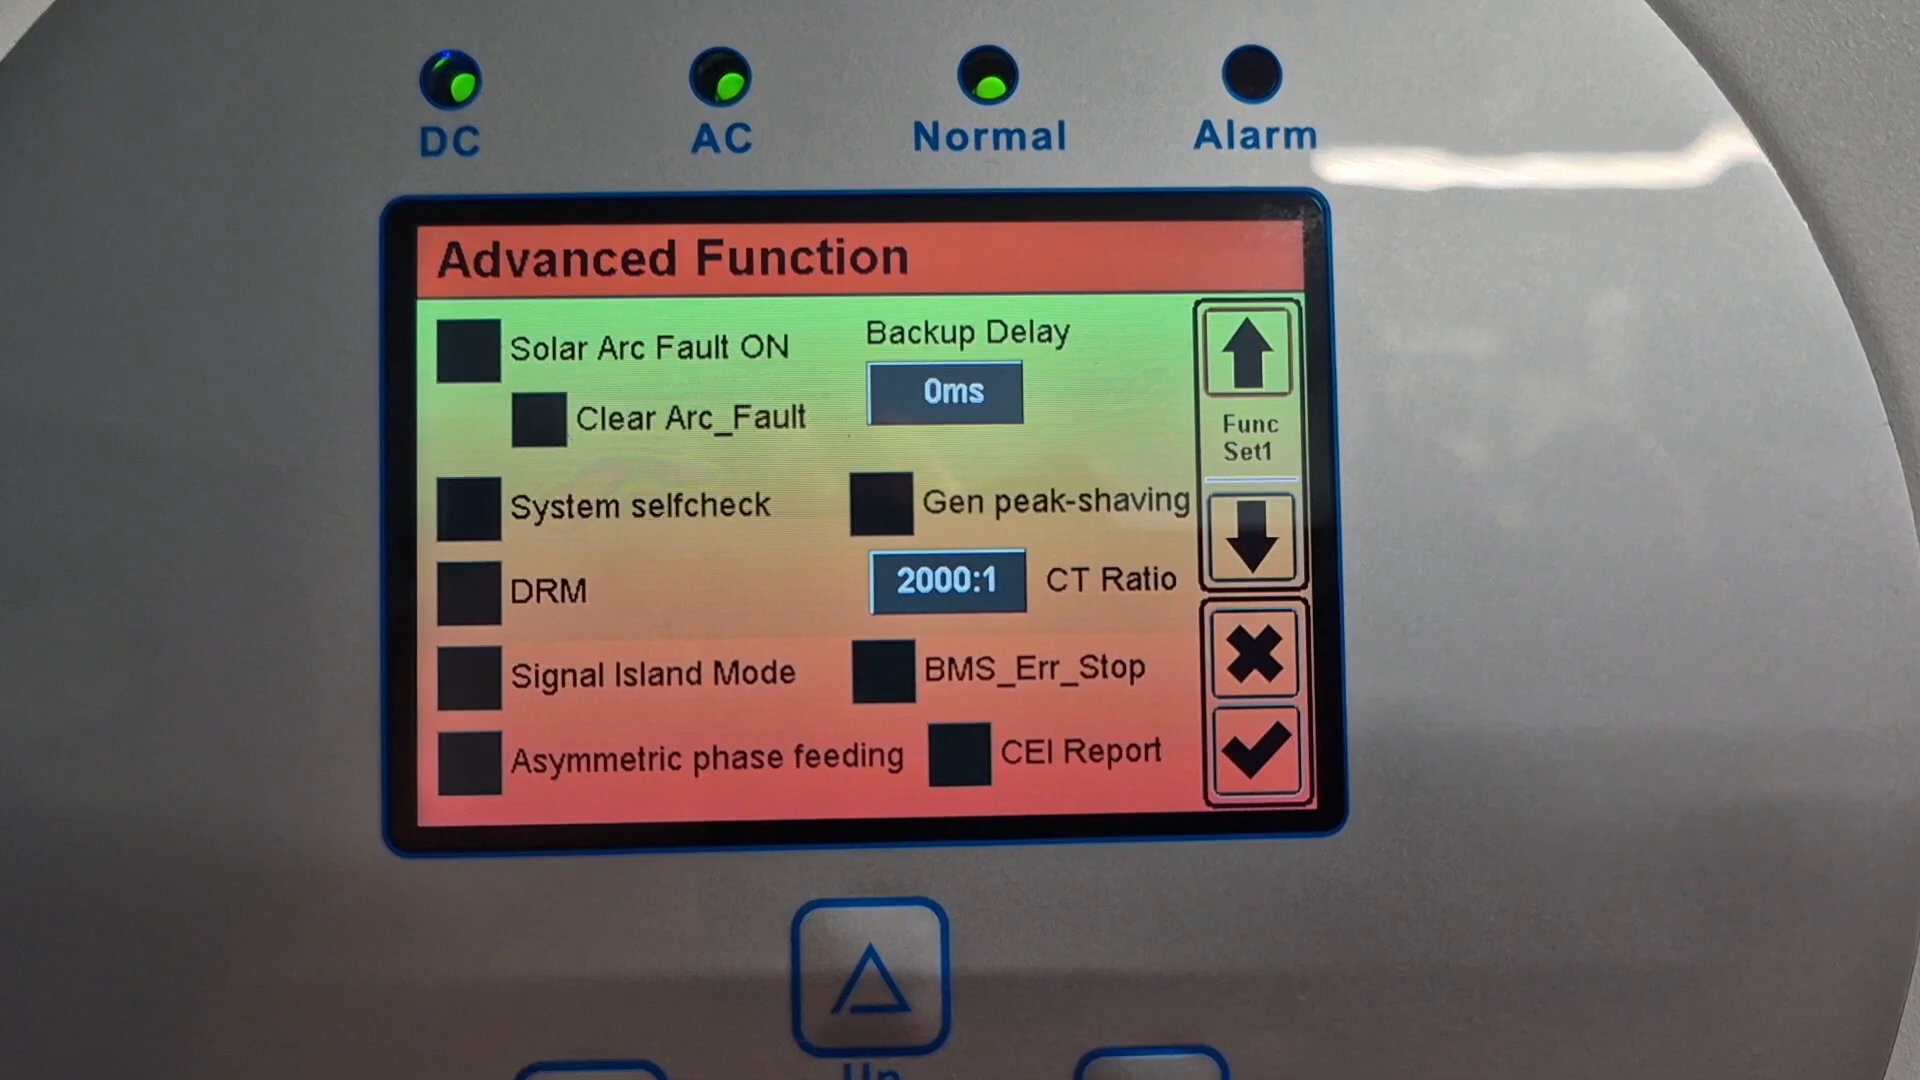 DC AC Normal Alarm
Advanced Function
Solar Arc Fault ON
Clear Arc_Fault
System selfcheck
DRM
Signal Island Mode
Asymmetric phase feeding
Backup Delay
0ms
Gen peak-shaving
2000:1 CT Ratio
BMS_Err_Stop
CEI Report
Func
Set1
Up